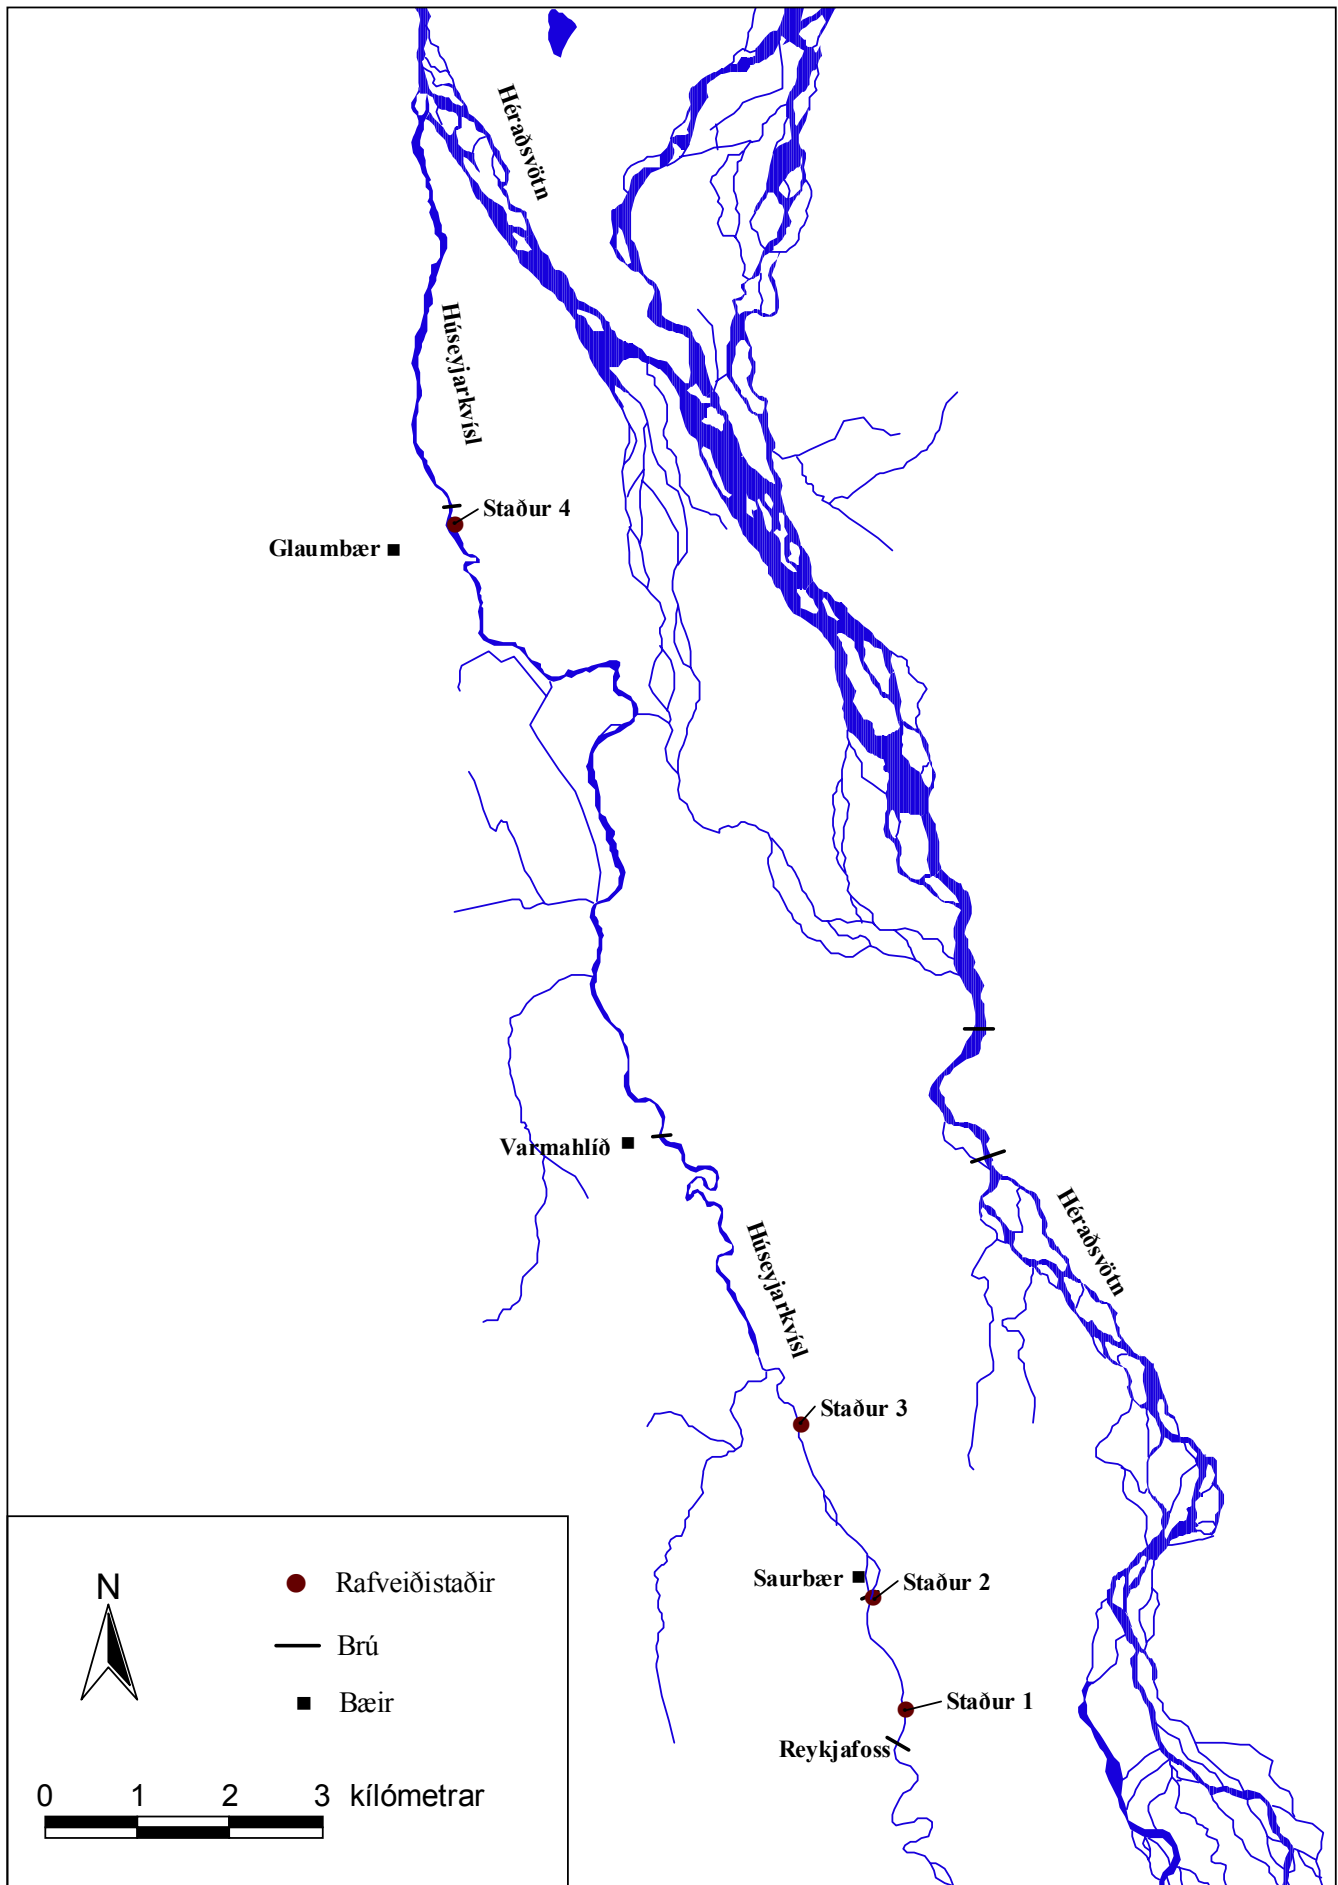 Héraðsvötn
Húseyjarkvísl
Staður 4
Glaumbær
Varmahlíð
Héraðsvötn
Húseyjarkvísl
Staður 3
Saurbær
Staður 2
Staður 1
Reykjafoss
N
Rafveiðistaðir
Brú
Bæir
0 1 2 3 kílómetrar